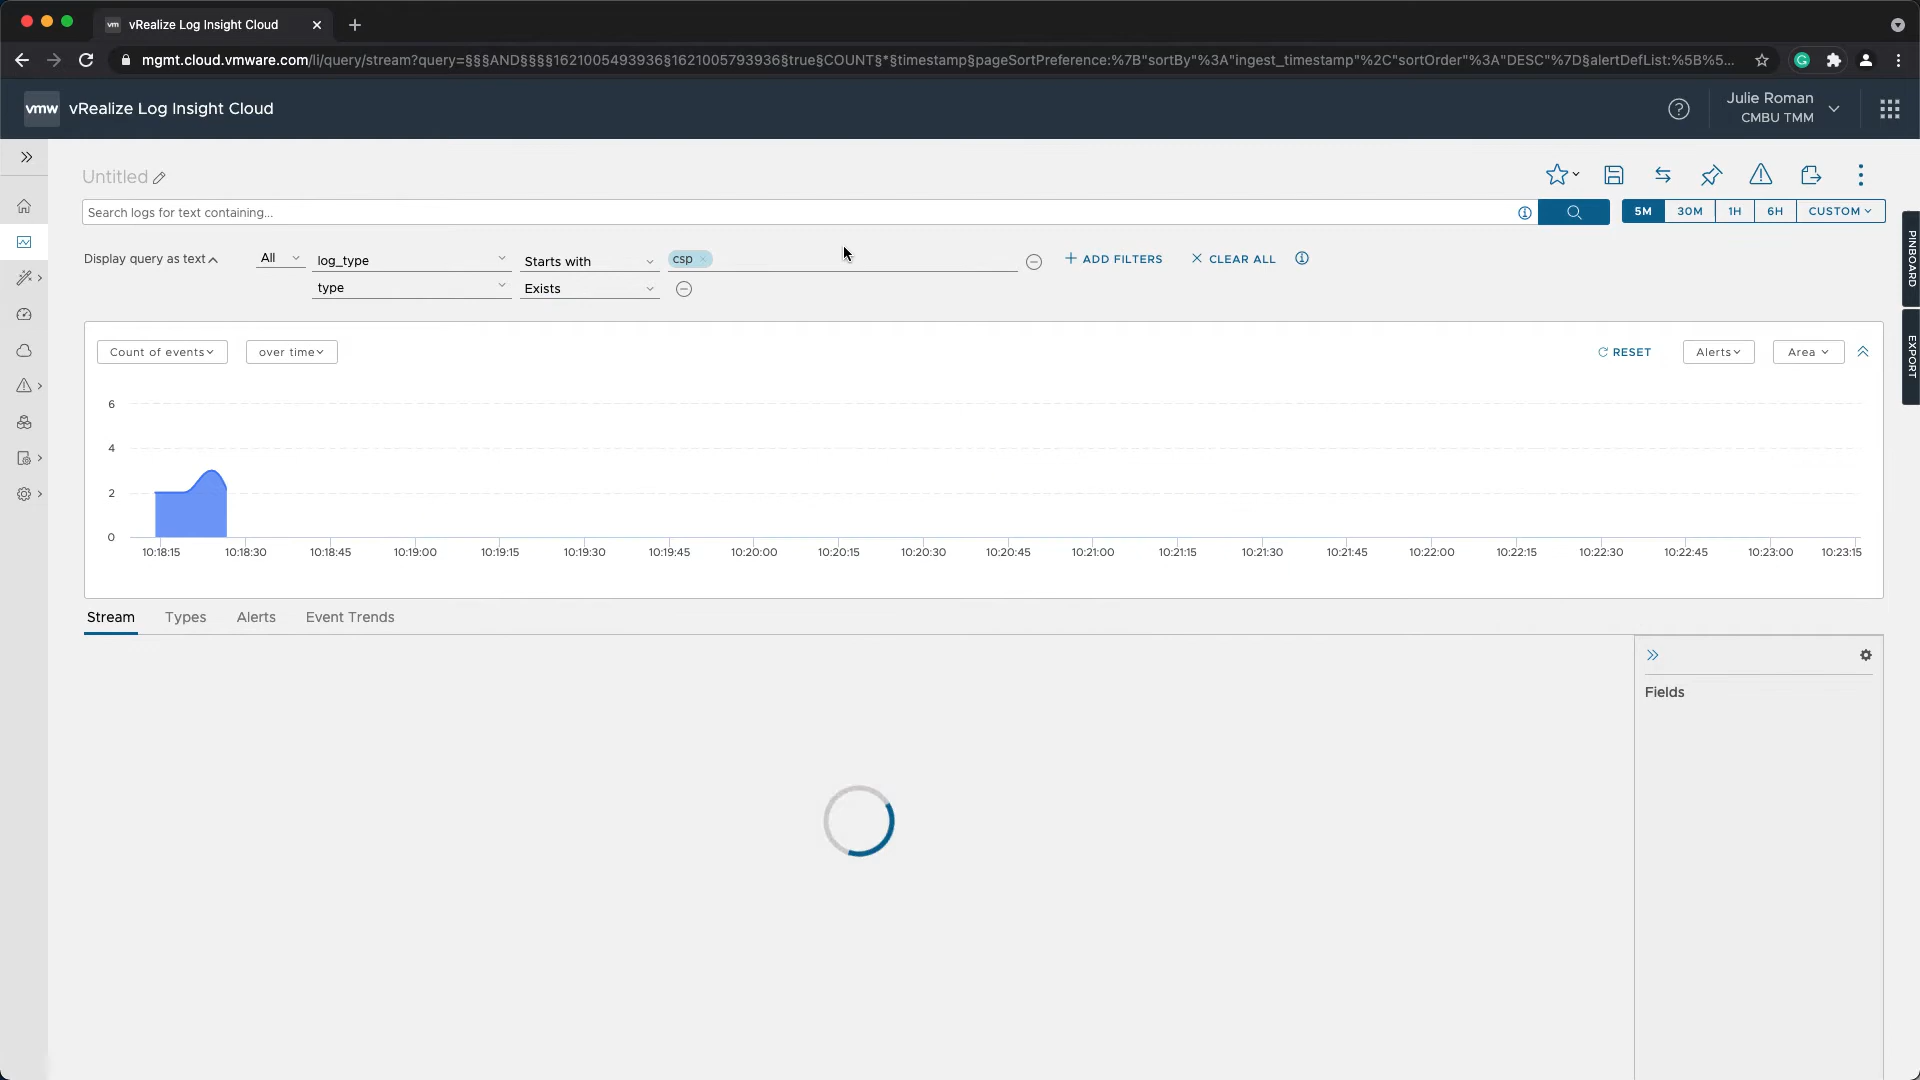 vm vRealize Log Insight Cloud
mgmt.cloud.vmware.com/li/query/stream?query=§§§AND§§§§1621005493936§1621005793936§true§COUNT§*§timestamp§pageSortPreference:%7B"sortBy"%3A"ingest_timestamp"%2C"sortOrder"%3A"DESC"%7D§alertDefList:%5B%5...
vmw vRealize Log Insight Cloud
Julie Roman
CMBU TMM
Untitled
Search logs for text containing...
5M 30M 1H 6H CUSTOM
Display query as text
All log_type Starts with csp
ADD FILTERS CLEAR ALL
type Exists
PINBOARD
EXPORT
Count of events over time RESET Alerts Area
6
4
2
0
10:18:15 10:18:30 10:18:45 10:19:00 10:19:15 10:19:30 10:19:45 10:20:00 10:20:15 10:20:30 10:20:45 10:21:00 10:21:15 10:21:30 10:21:45 10:22:00 10:22:15 10:22:30 10:22:45 10:23:00 10:23:15
Stream Types Alerts Event Trends
Fields